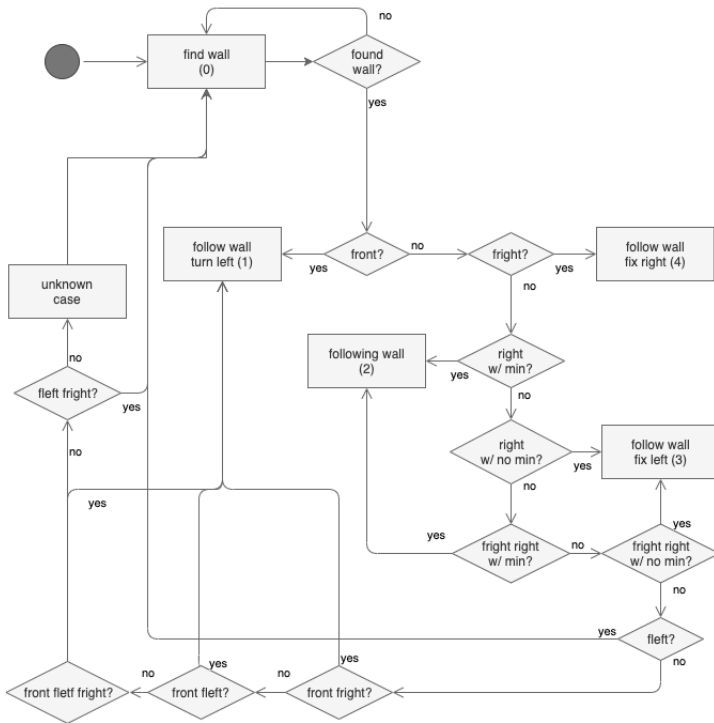 no
find wall
(0)
found
wall?
yes
follow wall
turn left (1)
yes
front?
no
fright?
yes
follow wall
fix right (4)
no
unknown
case
following wall
(2)
yes
right
w/ min?
no
no
fleft fright?
yes
right
w/ no min?
yes
follow wall
fix left (3)
no
no
yes
yes
fright right
w/ min?
no
yes
fright right
w/ no min?
no
yes
fleft?
no
yes
yes
no
no
front fletf fright?
front fleft?
front fright?